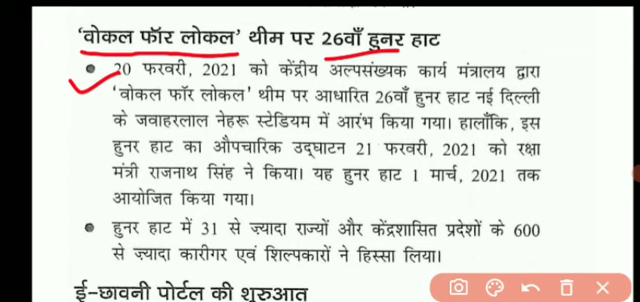 ‘वोकल फॉर लोकल’ थीम पर 26वाँ हुनर हाट
● 20 फरवरी, 2021 को केंद्रीय अल्पसंख्यक कार्य मंत्रालय द्वारा
‘वोकल फॉर लोकल’ थीम पर आधारित 26वाँ हुनर हाट नई दिल्ली
के जवाहरलाल नेहरू स्टेडियम में आरंभ किया गया। हालाँकि, इस
हुनर हाट का औपचारिक उद्घाटन 21 फरवरी, 2021 को रक्षा
मंत्री राजनाथ सिंह ने किया। यह हुनर हाट 1 मार्च, 2021 तक
आयोजित किया गया।
● हुनर हाट में 31 से ज़्यादा राज्यों और केंद्रशासित प्रदेशों के 600
से ज़्यादा कारीगर एवं शिल्पकारों ने हिस्सा लिया।
ई-छावनी पोर्टल की शुरुआत